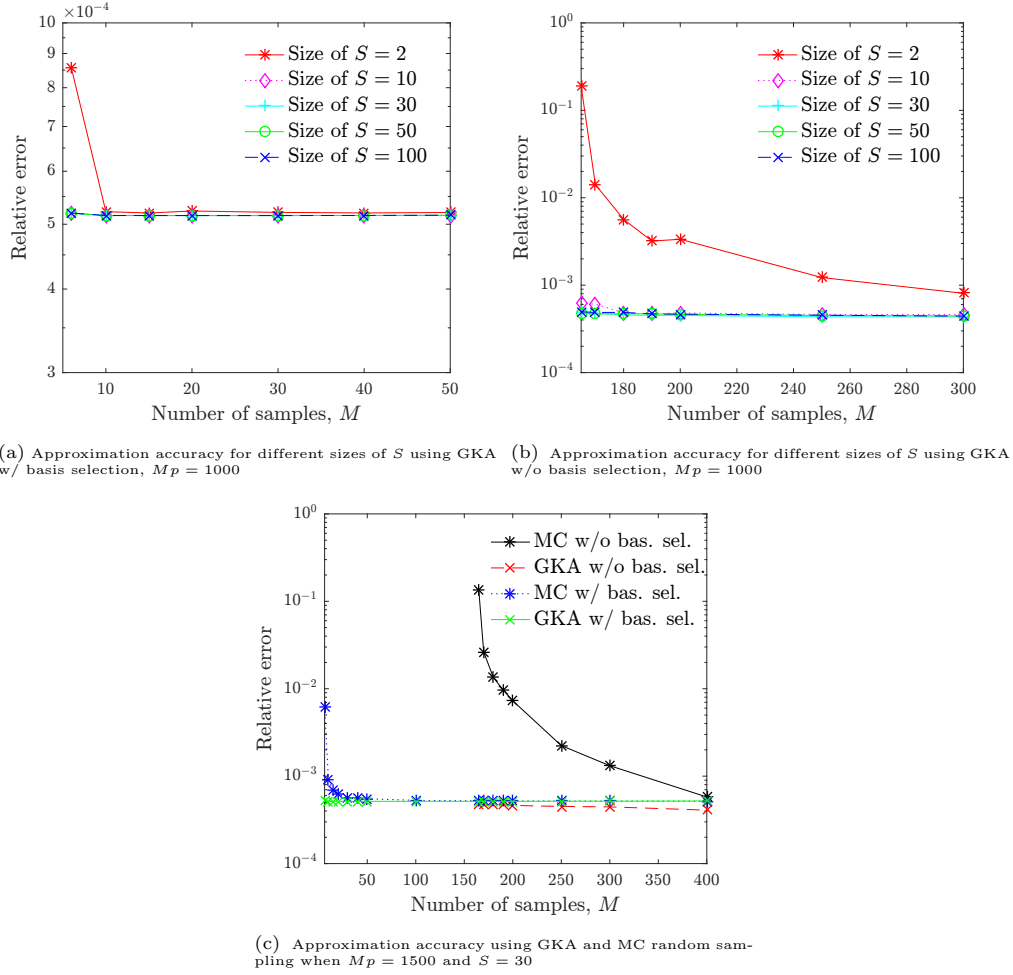 10 ×10⁻⁴
9
8
7
6
5
4
3
10 20 30 40 50
Relative error
Number of samples, M
Size of S = 2
Size of S = 10
Size of S = 30
Size of S = 50
Size of S = 100
(a) Approximation accuracy for different sizes of S using GKA
w/ basis selection, Mp = 1000
10⁰
10⁻¹
10⁻²
10⁻³
10⁻⁴
180 200 220 240 260 280 300
Relative error
Number of samples, M
Size of S = 2
Size of S = 10
Size of S = 30
Size of S = 50
Size of S = 100
(b) Approximation accuracy for different sizes of S using GKA
w/o basis selection, Mp = 1000
10⁰
10⁻¹
10⁻²
10⁻³
10⁻⁴
50 100 150 200 250 300 350 400
Relative error
Number of samples, M
MC w/o bas. sel.
GKA w/o bas. sel.
MC w/ bas. sel.
GKA w/ bas. sel.
(c) Approximation accuracy using GKA and MC random sam-
pling when Mp = 1500 and S = 30